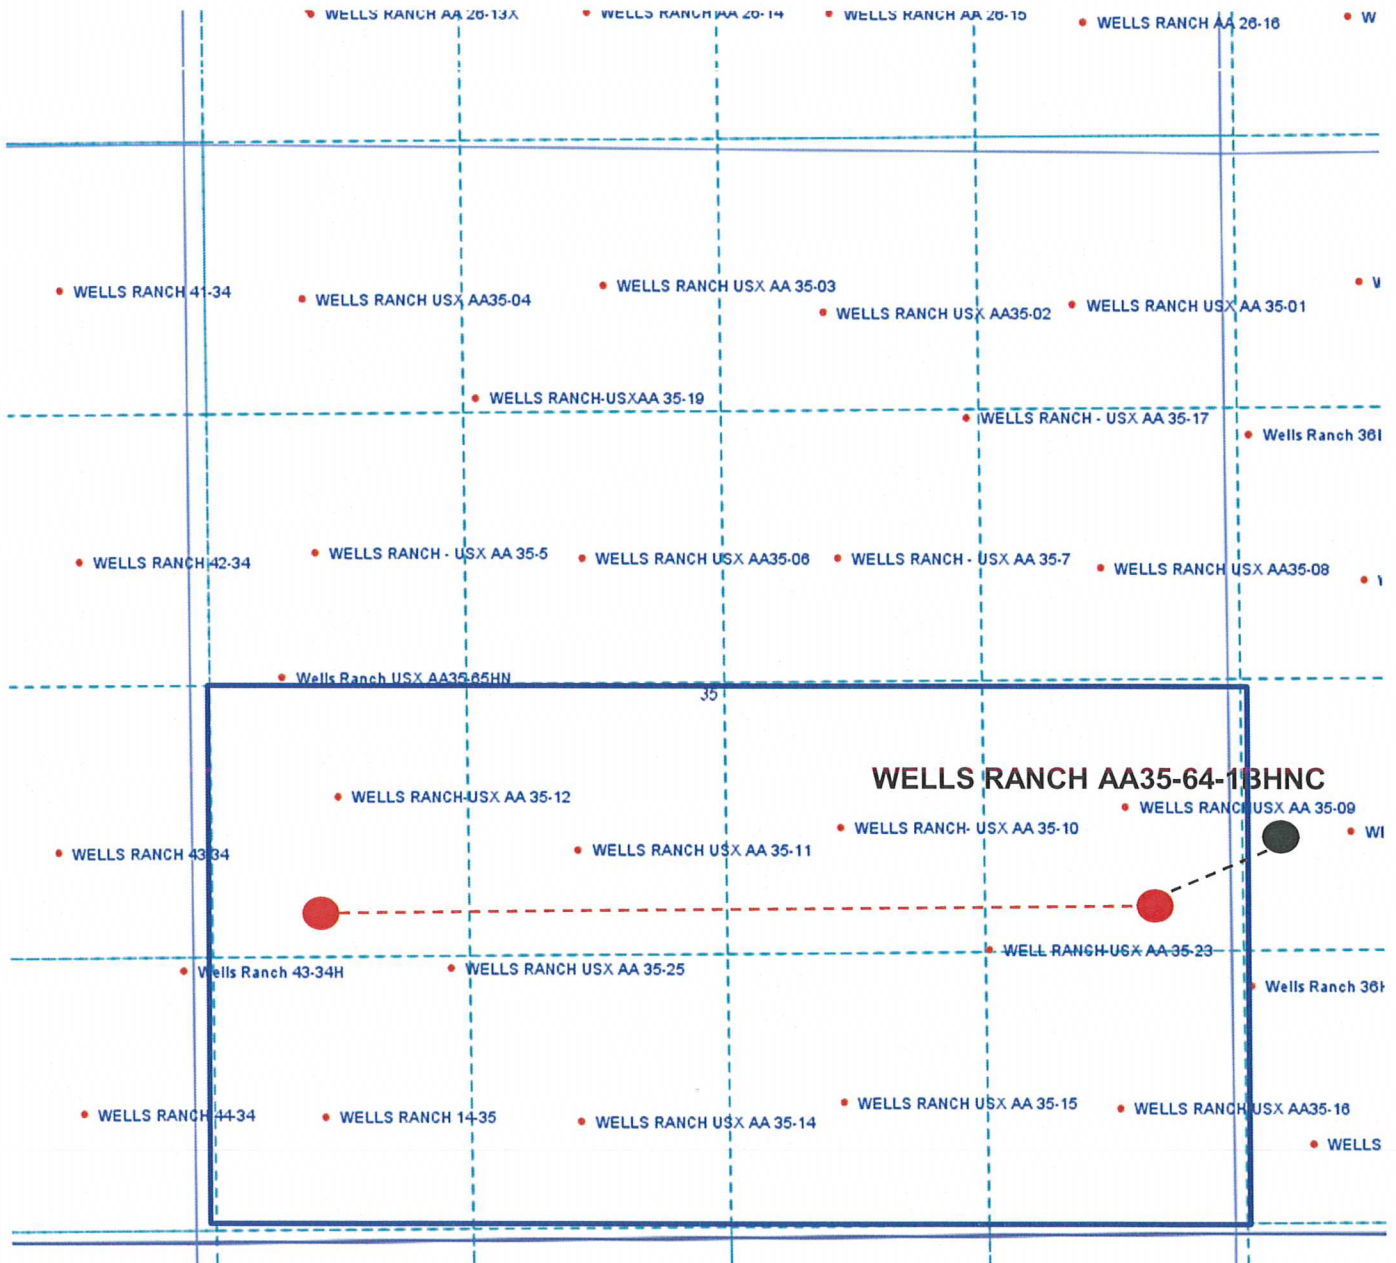 WELLS RANCH AA 26-13X
WELLS RANCH AA 26-14
WELLS RANCH AA 26-15
WELLS RANCH AA 26-16
W
WELLS RANCH 41-34
WELLS RANCH USX AA35-04
WELLS RANCH USX AA 35-03
WELLS RANCH USX AA35-02
WELLS RANCH USX AA 35-01
WELLS RANCH-USXAA 35-19
WELLS RANCH - USX AA 35-17
Wells Ranch 36
WELLS RANCH 42-34
WELLS RANCH - USX AA 35-5
WELLS RANCH USX AA35-06
WELLS RANCH - USX AA 35-7
WELLS RANCH USX AA35-08
Wells Ranch USX AA35-65HN
35
WELLS RANCH AA35-64-1BHNC
WELLS RANCH-USX AA 35-12
WELLS RANCH USX AA 35-09
WELLS RANCH- USX AA 35-10
WELLS RANCH 43-34
WELLS RANCH USX AA 35-11
WE
WELL RANCH-USX AA 35-23
Wells Ranch 43-34H
WELLS RANCH USX AA 35-25
Wells Ranch 36H
WELLS RANCH 44-34
WELLS RANCH 14-35
WELLS RANCH USX AA 35-14
WELLS RANCH USX AA 35-15
WELLS RANCH USX AA35-16
WELLS